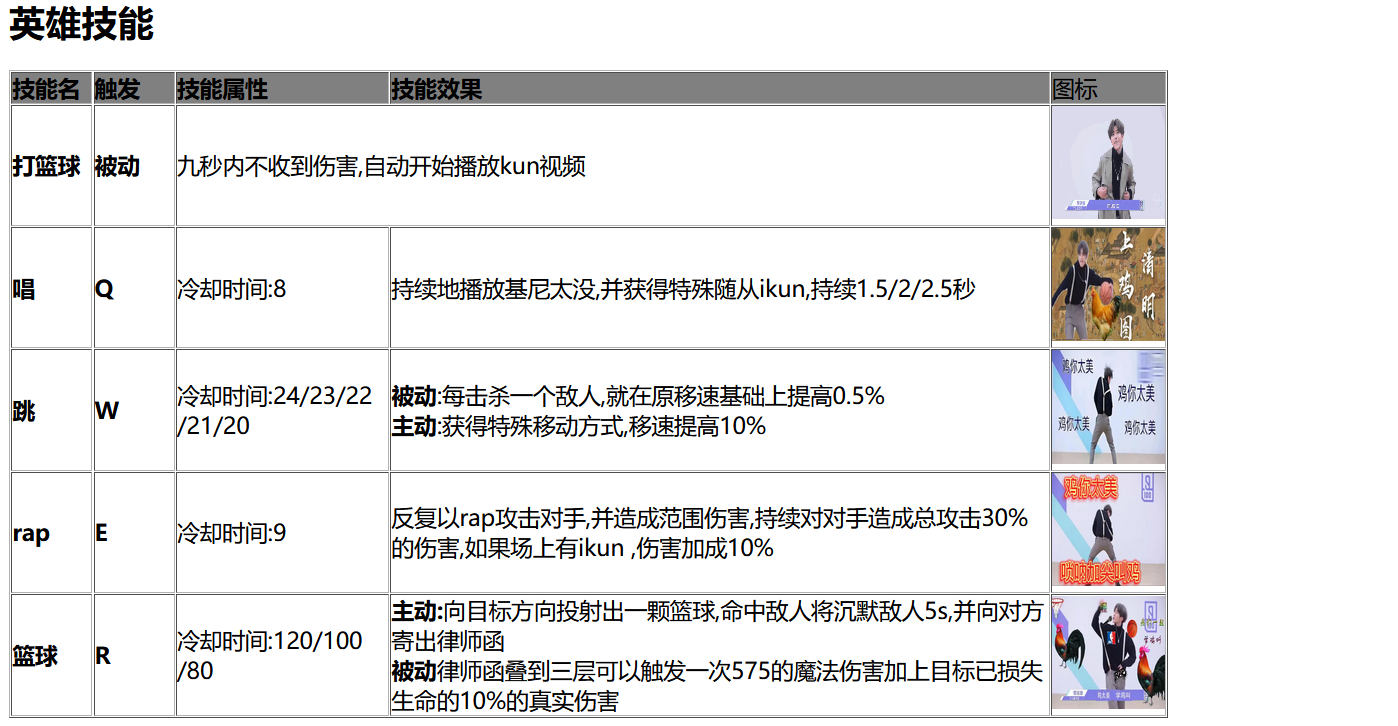 英雄技能
技能名 触发 技能属性 技能效果 图标
打篮球 被动 九秒内不收到伤害,自动开始播放kun视频
唱 Q 冷却时间:8 持续地播放基尼太没,并获得特殊随从ikun,持续1.5/2/2.5秒
上鸡图
清明
跳 W
冷却时间:24/23/22
/21/20
被动:每击杀一个敌人,就在原移速基础上提高0.5%
主动:获得特殊移动方式,移速提高10%
鸡你太美
鸡你太美
鸡你太美
鸡你太美
rap E 冷却时间:9
反复以rap攻击对手,并造成范围伤害,持续对对手造成总攻击30%
的伤害,如果场上有ikun ,伤害加成10%
鸡你太美
唢呐加尖叫鸡
篮球 R
冷却时间:120/100
/80
主动:向目标方向投射出一颗篮球,命中敌人将沉默敌人5s,并向对方
寄出律师函
被动律师函叠到三层可以触发一次575的魔法伤害加上目标已损失
生命的10%的真实伤害